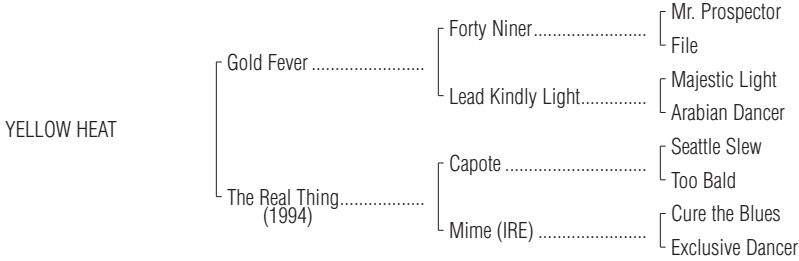 Mr. Prospector
Forty Niner........................
File
Gold Fever ........................
Majestic Light
Lead Kindly Light..............
Arabian Dancer
YELLOW HEAT
Seattle Slew
Capote ..............................
Too Bald
The Real Thing..................
(1994)
Cure the Blues
Mime (IRE) .......................
Exclusive Dancer